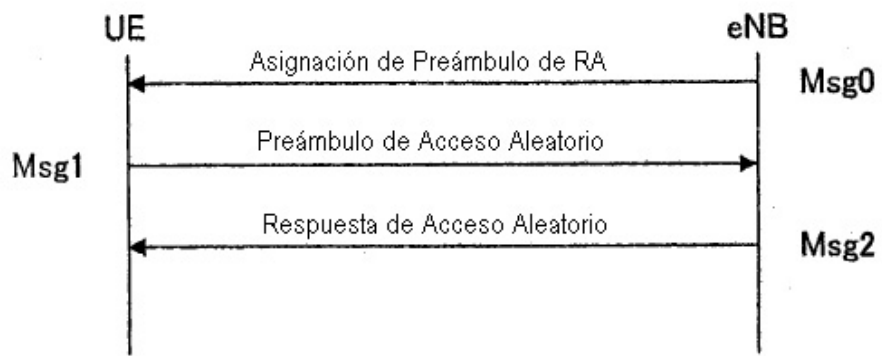 UE
eNB
Asignación de Preámbulo de RA
Msg0
Preámbulo de Acceso Aleatorio
Msg1
Respuesta de Acceso Aleatorio
Msg2